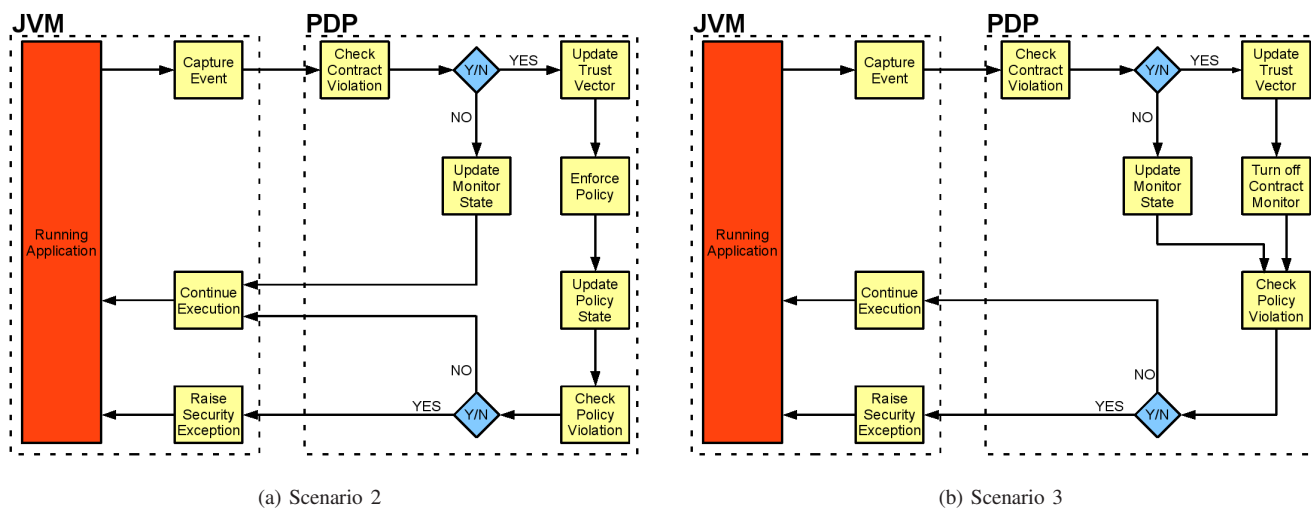 JVM
PDP
Capture
Event
Check
Contract
Violation
Y/N
YES
Update
Trust
Vector
NO
Update
Monitor
State
Enforce
Policy
Running
Application
Continue
Execution
Update
Policy
State
NO
Raise
Security
Exception
YES
Y/N
Check
Policy
Violation
(a) Scenario 2
JVM
PDP
Capture
Event
Check
Contract
Violation
Y/N
YES
Update
Trust
Vector
NO
Update
Monitor
State
Turn off
Contract
Monitor
Running
Application
Continue
Execution
Check
Policy
Violation
NO
Raise
Security
Exception
YES
Y/N
(b) Scenario 3